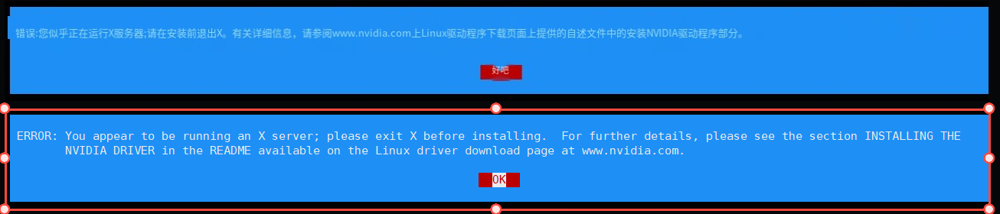 错误:您似乎正在运行X服务器;请在安装前退出X。有关详细信息，请参阅www.nvidia.com上Linux驱动程序下载页面上提供的自述文件中的安装NVIDIA驱动程序部分。
好吧
ERROR: You appear to be running an X server; please exit X before installing.  For further details, please see the section INSTALLING THE
NVIDIA DRIVER in the README available on the Linux driver download page at www.nvidia.com.
OK